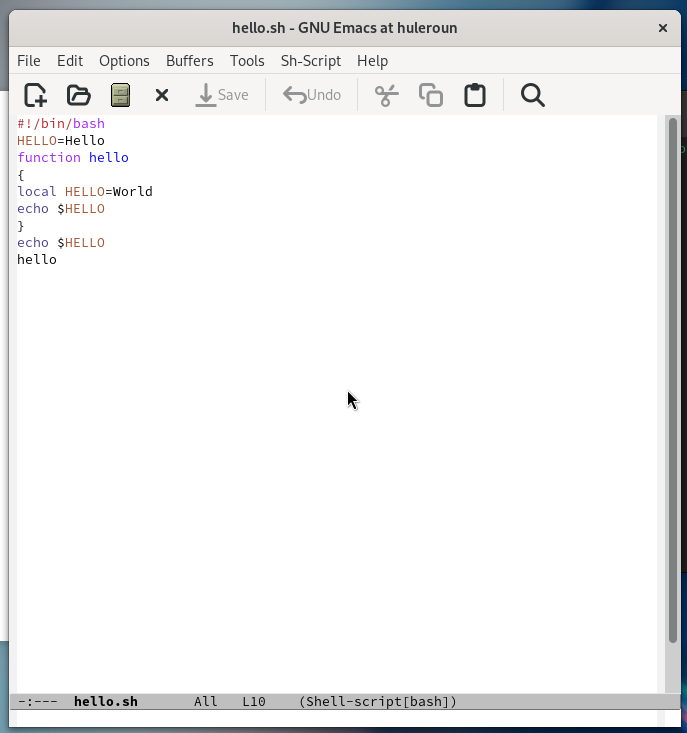 hello.sh - GNU Emacs at huleroun
File Edit Options Buffers Tools Sh-Script Help
Save Undo
#!/bin/bash
HELLO=Hello
function hello
{
local HELLO=World
echo $HELLO
}
echo $HELLO
hello
-:--- hello.sh All L10 (Shell-script[bash])